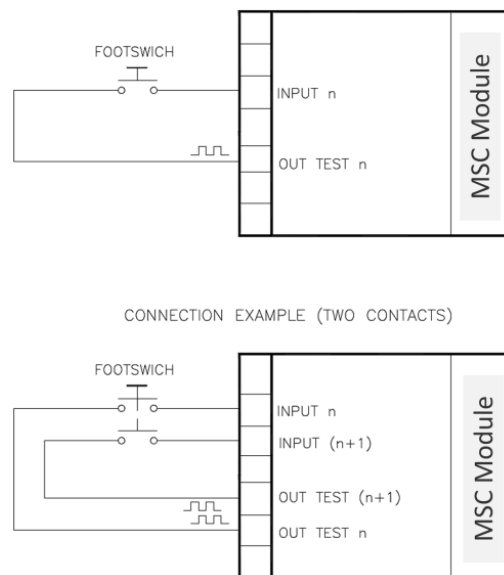 FOOTSWICH
INPUT n
OUT TEST n
MSC Module
CONNECTION EXAMPLE (TWO CONTACTS)
FOOTSWICH
INPUT n
INPUT (n+1)
OUT TEST (n+1)
OUT TEST n
MSC Module